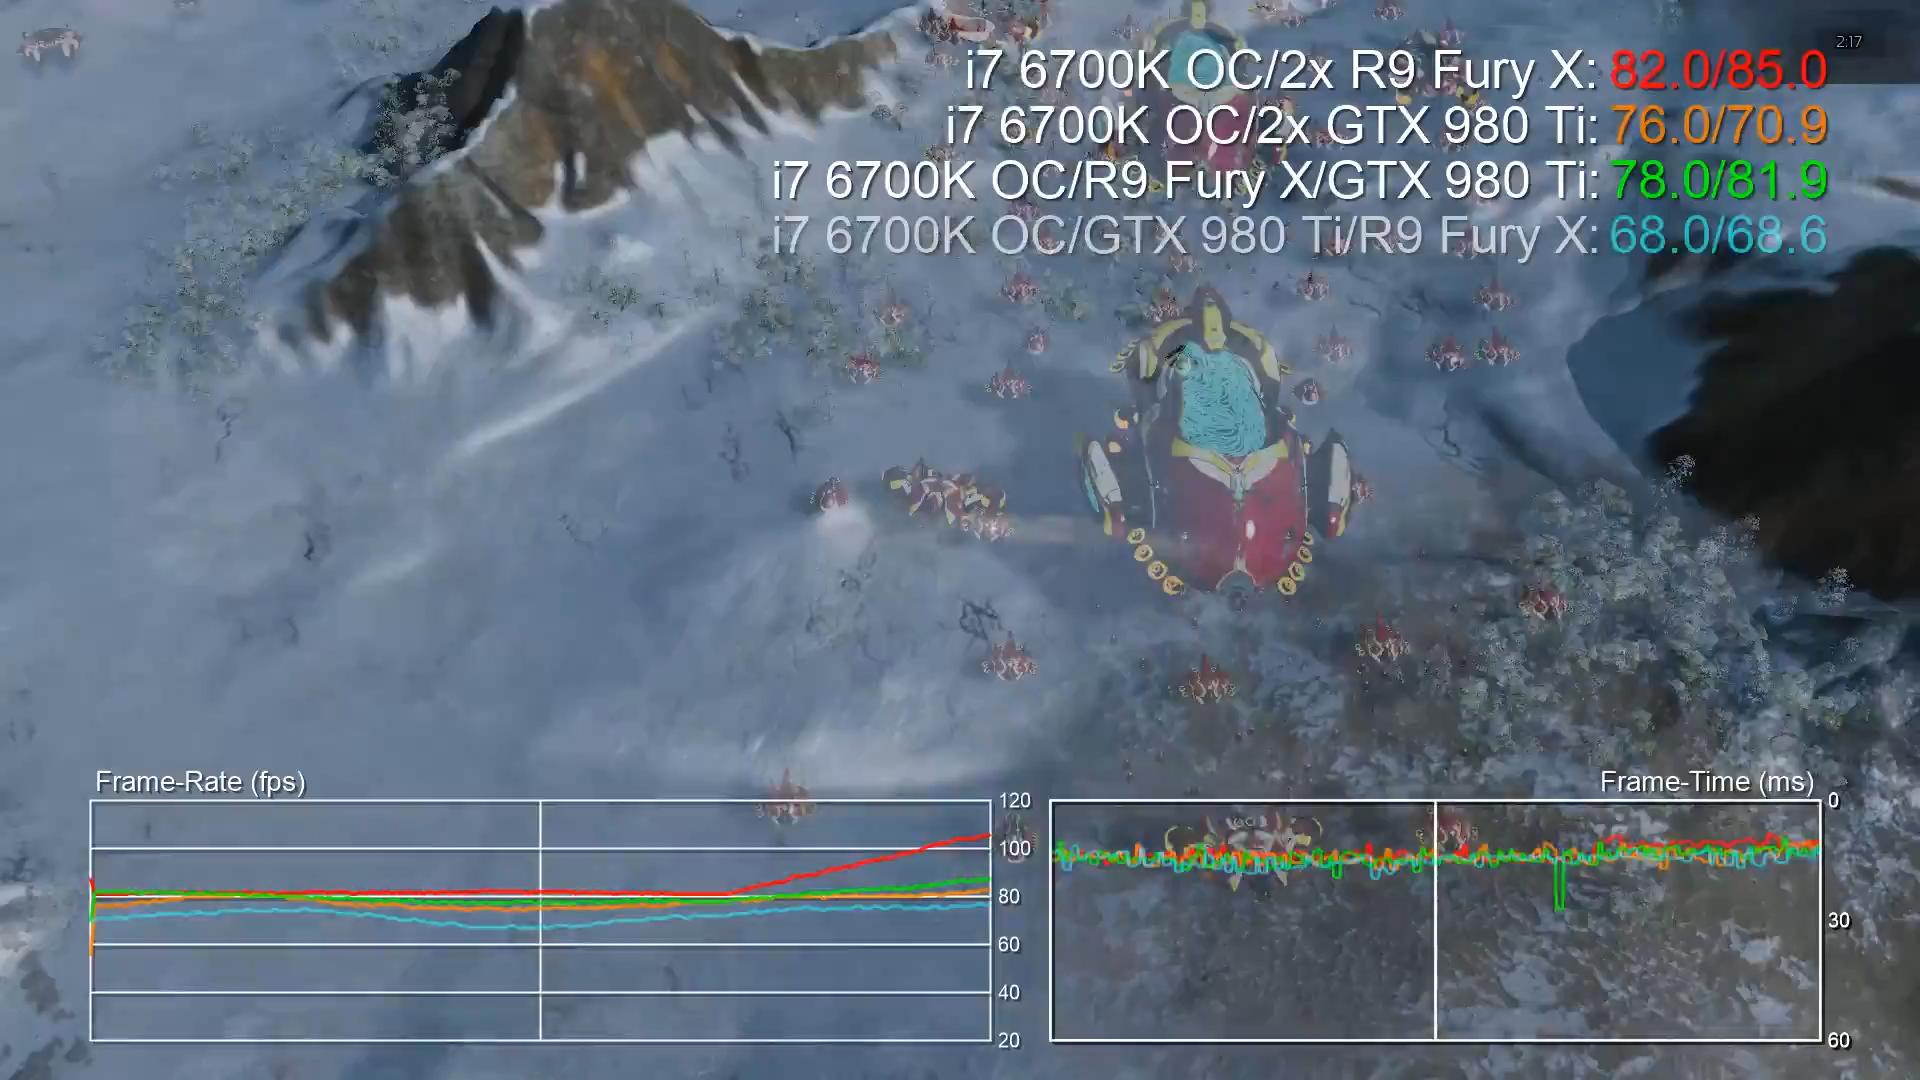 2:17
i7 6700K OC/2x R9 Fury X: 82.0/85.0
i7 6700K OC/2x GTX 980 Ti: 76.0/70.9
i7 6700K OC/R9 Fury X/GTX 980 Ti: 78.0/81.9
i7 6700K OC/GTX 980 Ti/R9 Fury X: 68.0/68.6
Frame-Rate (fps)
120
100
80
60
40
20
Frame-Time (ms)
0
30
60